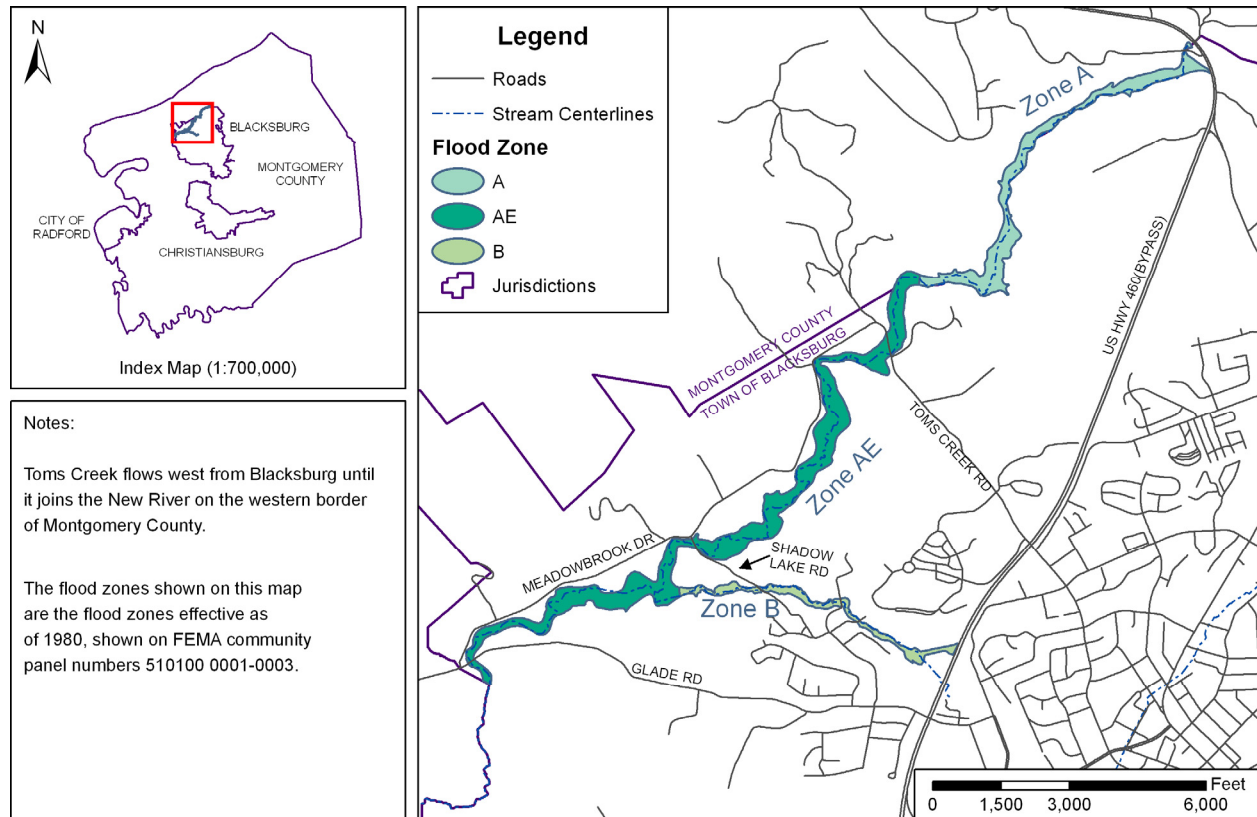 N
BLACKSBURG
MONTGOMERY
COUNTY
CITY OF
RADFORD
CHRISTIANSBURG
Index Map (1:700,000)
Notes:
Toms Creek flows west from Blacksburg until
it joins the New River on the western border
of Montgomery County.
The flood zones shown on this map
are the flood zones effective as
of 1980, shown on FEMA community
panel numbers 510100 0001-0003.
Legend
Roads
Stream Centerlines
Flood Zone
A
AE
B
Jurisdictions
Zone A
US HWY 460(BYPASS)
MONTGOMERY COUNTY
TOWN OF BLACKSBURG
TOMS CREEK RD
Zone AE
MEADOWBROOK DR
SHADOW
LAKE RD
Zone B
GLADE RD
Feet
0 1,500 3,000 6,000